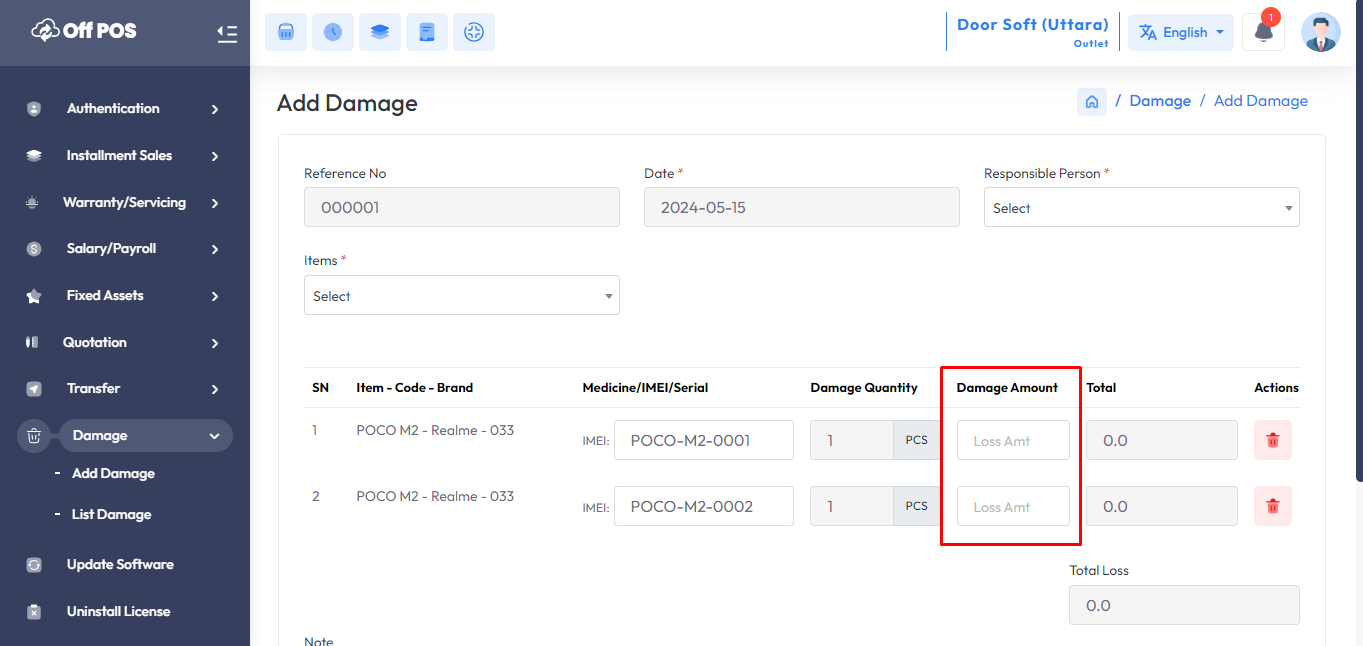 Off POS
1
Door Soft (Uttara)
Outlet
English
Authentication
Installment Sales
Warranty/Servicing
Salary/Payroll
Fixed Assets
Quotation
Transfer
Damage
- Add Damage
- List Damage
Update Software
Uninstall License
Add Damage
/ Damage / Add Damage
Reference No Date * Responsible Person *
000001 2024-05-15 Select
Items *
Select
SN Item - Code - Brand Medicine/IMEI/Serial Damage Quantity Damage Amount Total Actions
1 POCO M2 - Realme - 033 IMEI: POCO-M2-0001 1 PCS Loss Amt 0.0
2 POCO M2 - Realme - 033 IMEI: POCO-M2-0002 1 PCS Loss Amt 0.0
Total Loss
0.0
Note